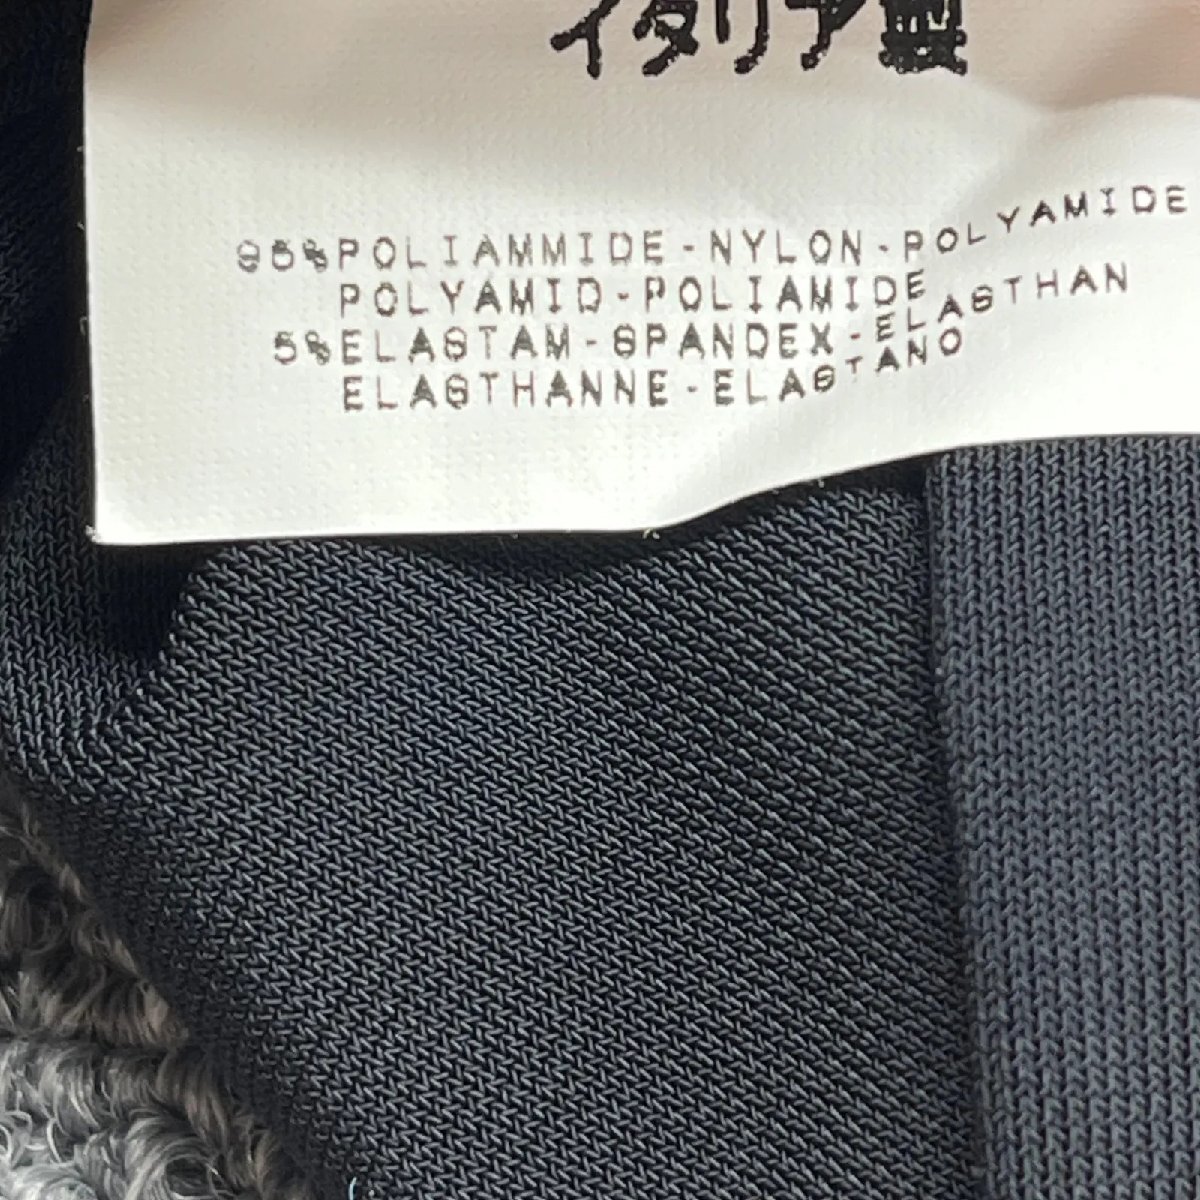 イタリア製
95%POLIAMMIDE-NYLON-POLYAMIDE
POLYAMID-POLIAMIDE
5%ELASTAM-SPANDEX-ELASTHAN
ELASTHANNE-ELASTANO